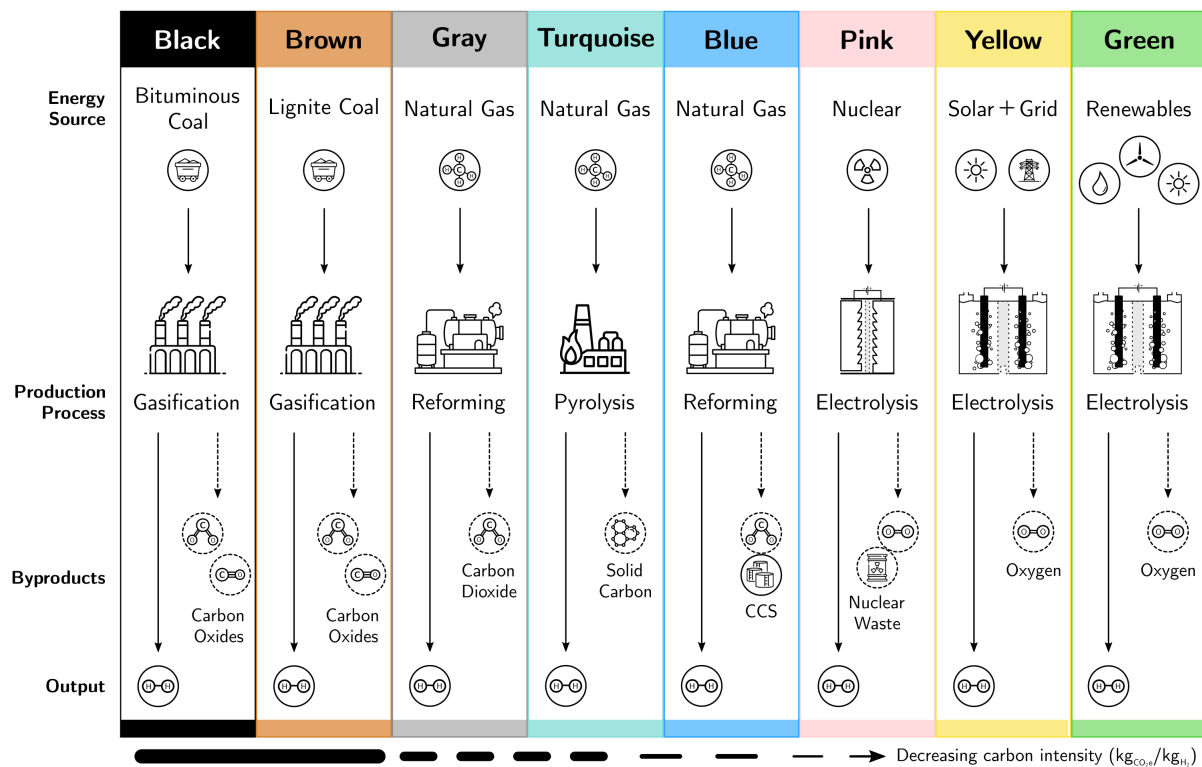 Black
Brown
Gray
Turquoise
Blue
Pink
Yellow
Green
Energy
Source
Bituminous
Coal
Lignite Coal
Natural Gas
Natural Gas
Natural Gas
Nuclear
Solar + Grid
Renewables
H
H C
H
H
H
H C
H
H
H
H C
H
H
Production
Process
Gasification
Gasification
Reforming
Pyrolysis
Reforming
Electrolysis
Electrolysis
Electrolysis
Byproducts
C
O O
C O
Carbon
Oxides
C
O O
C O
Carbon
Oxides
C
O O
Carbon
Dioxide
Solid
Carbon
C
O O
CCS
O O
Nuclear
Waste
O O
Oxygen
O O
Oxygen
Output
H H
H H
H H
H H
H H
H H
H H
H H
Decreasing carbon intensity (kgCO₂e/kgH₂)